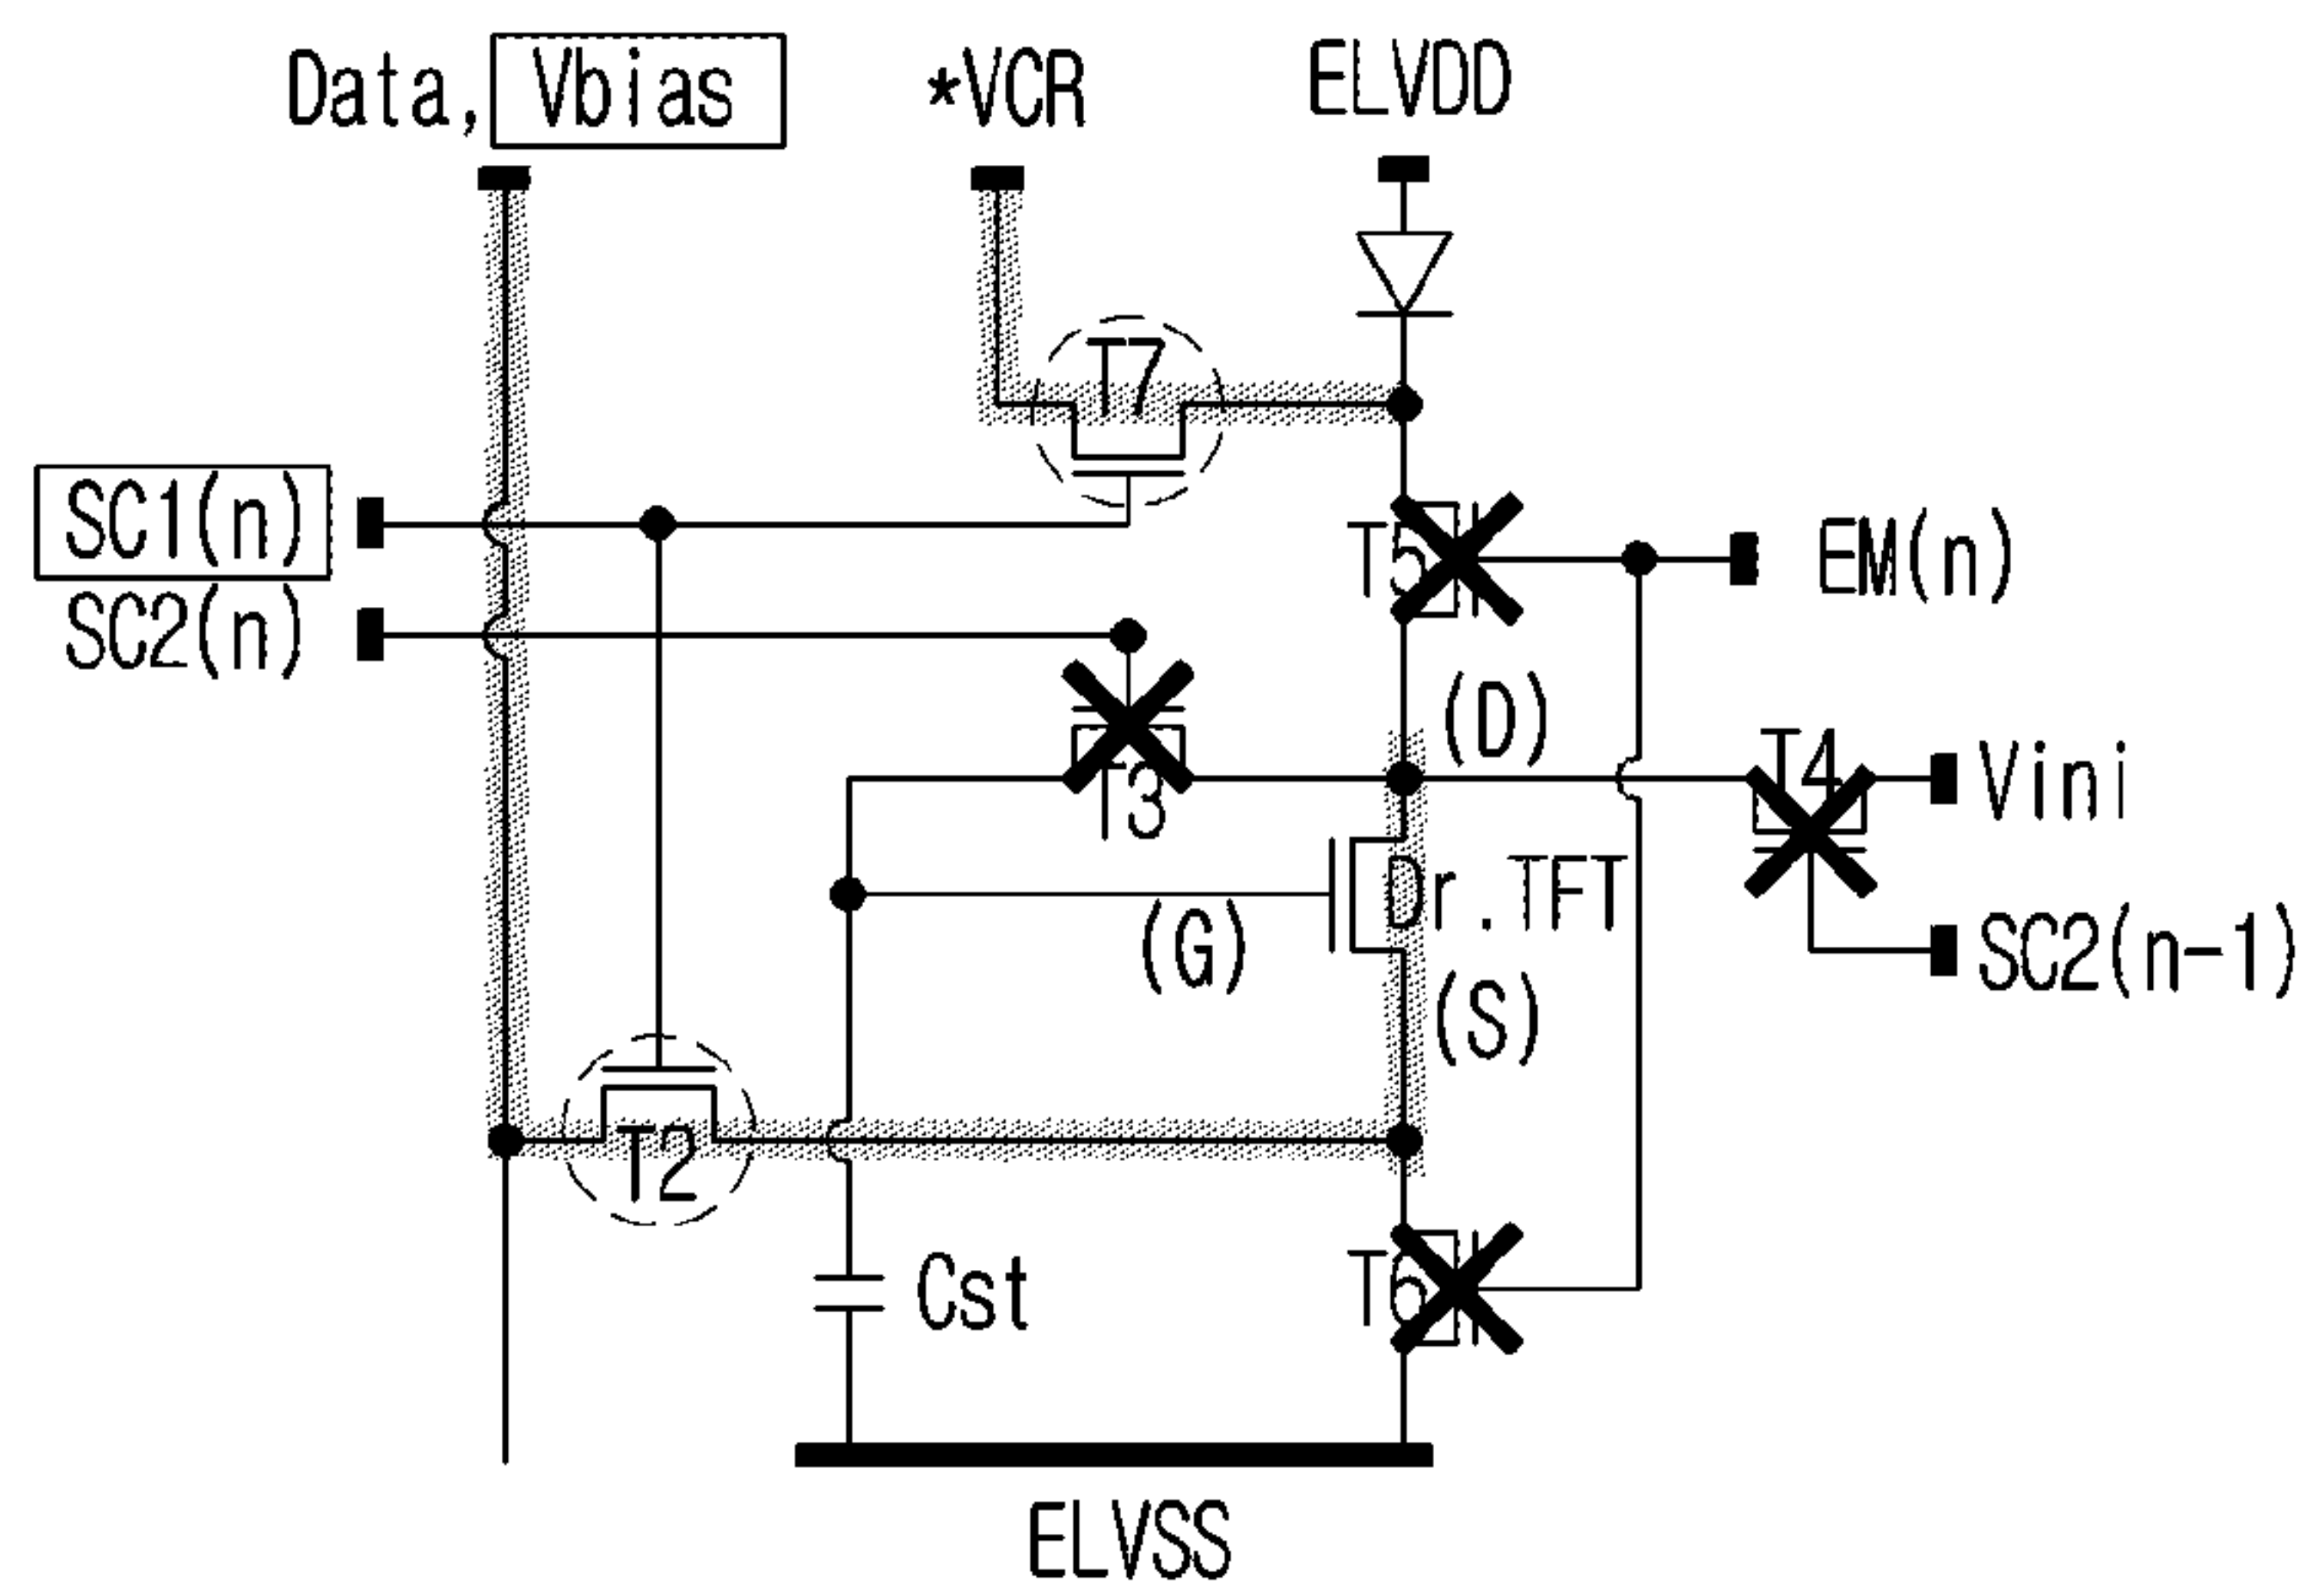 Data, Vbias
*VCR
ELVDD
T7
SC1(n)
T5
EM(n)
SC2(n)
(D)
T3
T4
Vini
Dr.TFT
(G)
(S)
SC2(n-1)
T2
Cst
T6
ELVSS